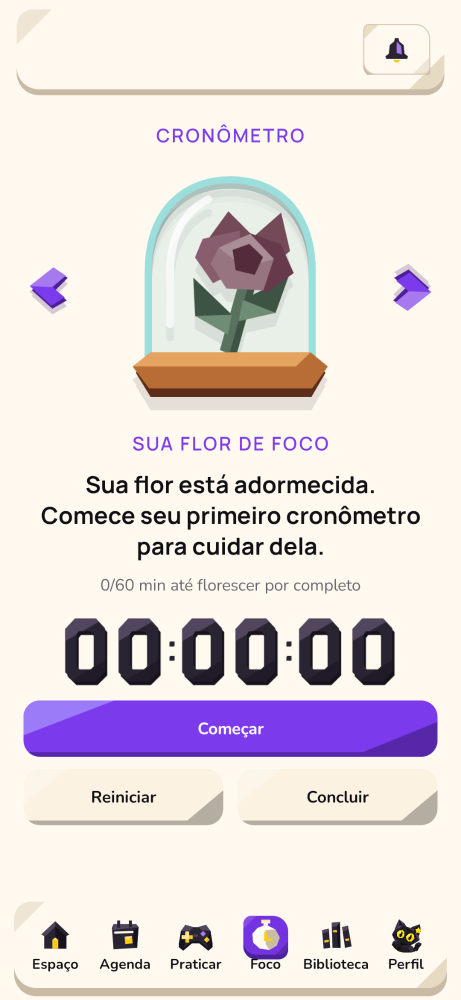 CRONÔMETRO
SUA FLOR DE FOCO
Sua flor está adormecida.
Comece seu primeiro cronômetro
para cuidar dela.
0/60 min até florescer por completo
00:00:00
Começar
Reiniciar
Concluir
Espaço
Agenda
Praticar
Foco
Biblioteca
Perfil